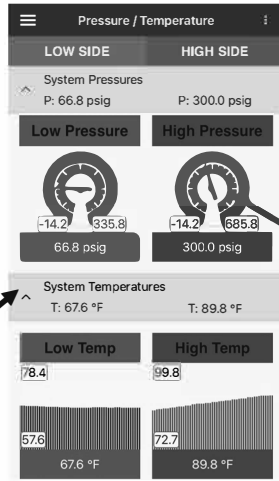 Pressure / Temperature
LOW SIDE HIGH SIDE
System Pressures
P: 66.8 psig P: 300.0 psig
Low Pressure High Pressure
-14.2 335.8 -14.2 685.8
66.8 psig 300.0 psig
System Temperatures
T: 67.6 °F T: 89.8 °F
Low Temp High Temp
78.4 99.8
57.6 72.7
67.6 °F 89.8 °F